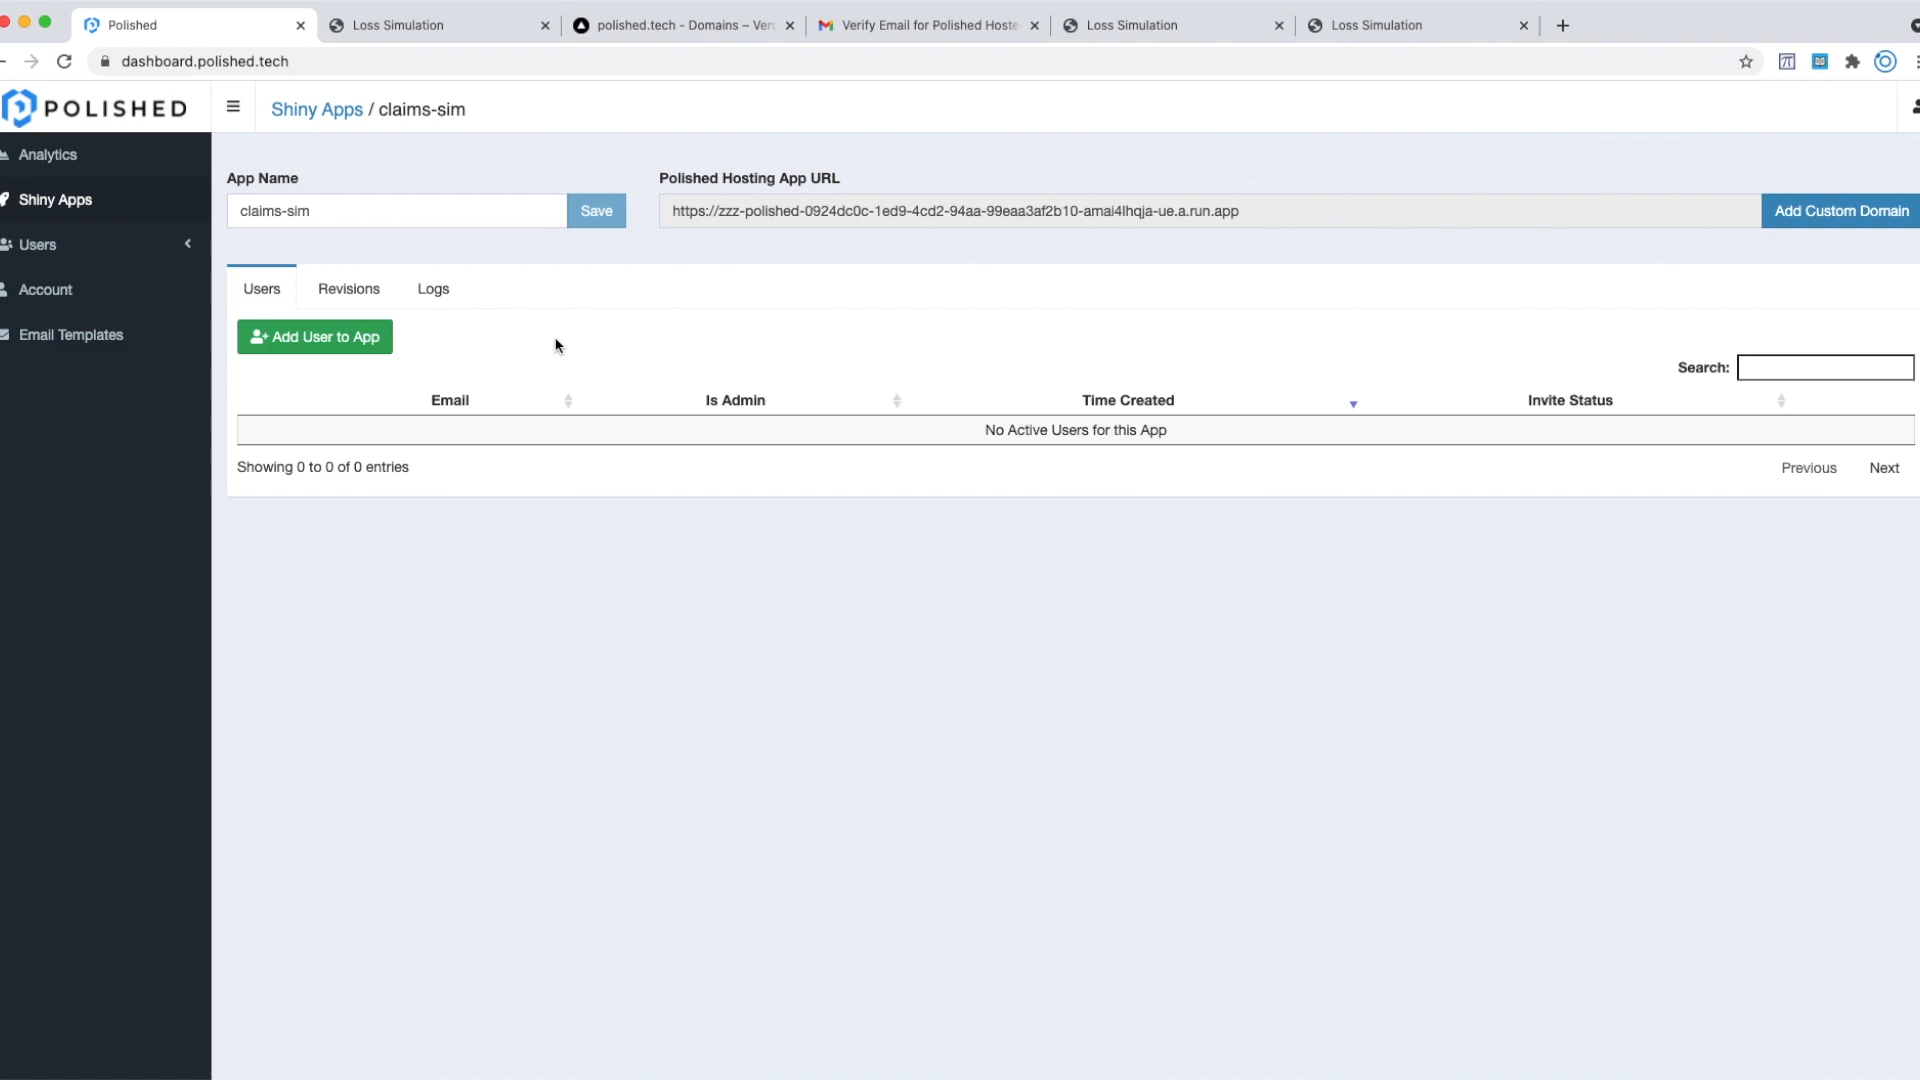 Polished
Loss Simulation
polished.tech - Domains – Verc
Verify Email for Polished Hoste
Loss Simulation
Loss Simulation
dashboard.polished.tech
POLISHED
Shiny Apps / claims-sim
Analytics
Shiny Apps
Users
Account
Email Templates
App Name
Polished Hosting App URL
claims-sim
Save
https://zzz-polished-0924dc0c-1ed9-4cd2-94aa-99eaa3af2b10-amai4lhqja-ue.a.run.app
Add Custom Domain
Users
Revisions
Logs
Add User to App
Search:
Email
Is Admin
Time Created
Invite Status
No Active Users for this App
Showing 0 to 0 of 0 entries
Previous
Next